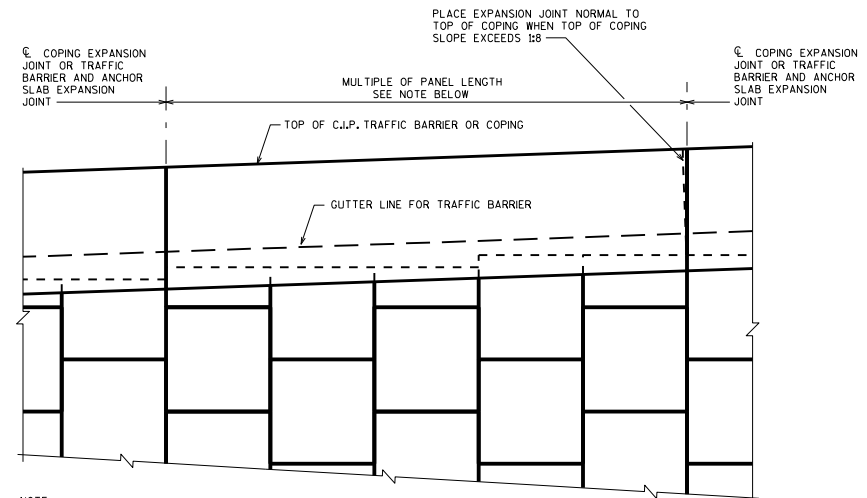 PLACE EXPANSION JOINT NORMAL TO
TOP OF COPING WHEN TOP OF COPING
SLOPE EXCEEDS 1:8
℄ COPING EXPANSION
JOINT OR TRAFFIC
BARRIER AND ANCHOR
SLAB EXPANSION
JOINT
MULTIPLE OF PANEL LENGTH
SEE NOTE BELOW
℄ COPING EXPANSION
JOINT OR TRAFFIC
BARRIER AND ANCHOR
SLAB EXPANSION
JOINT
TOP OF C.I.P. TRAFFIC BARRIER OR COPING
GUTTER LINE FOR TRAFFIC BARRIER
NOTE